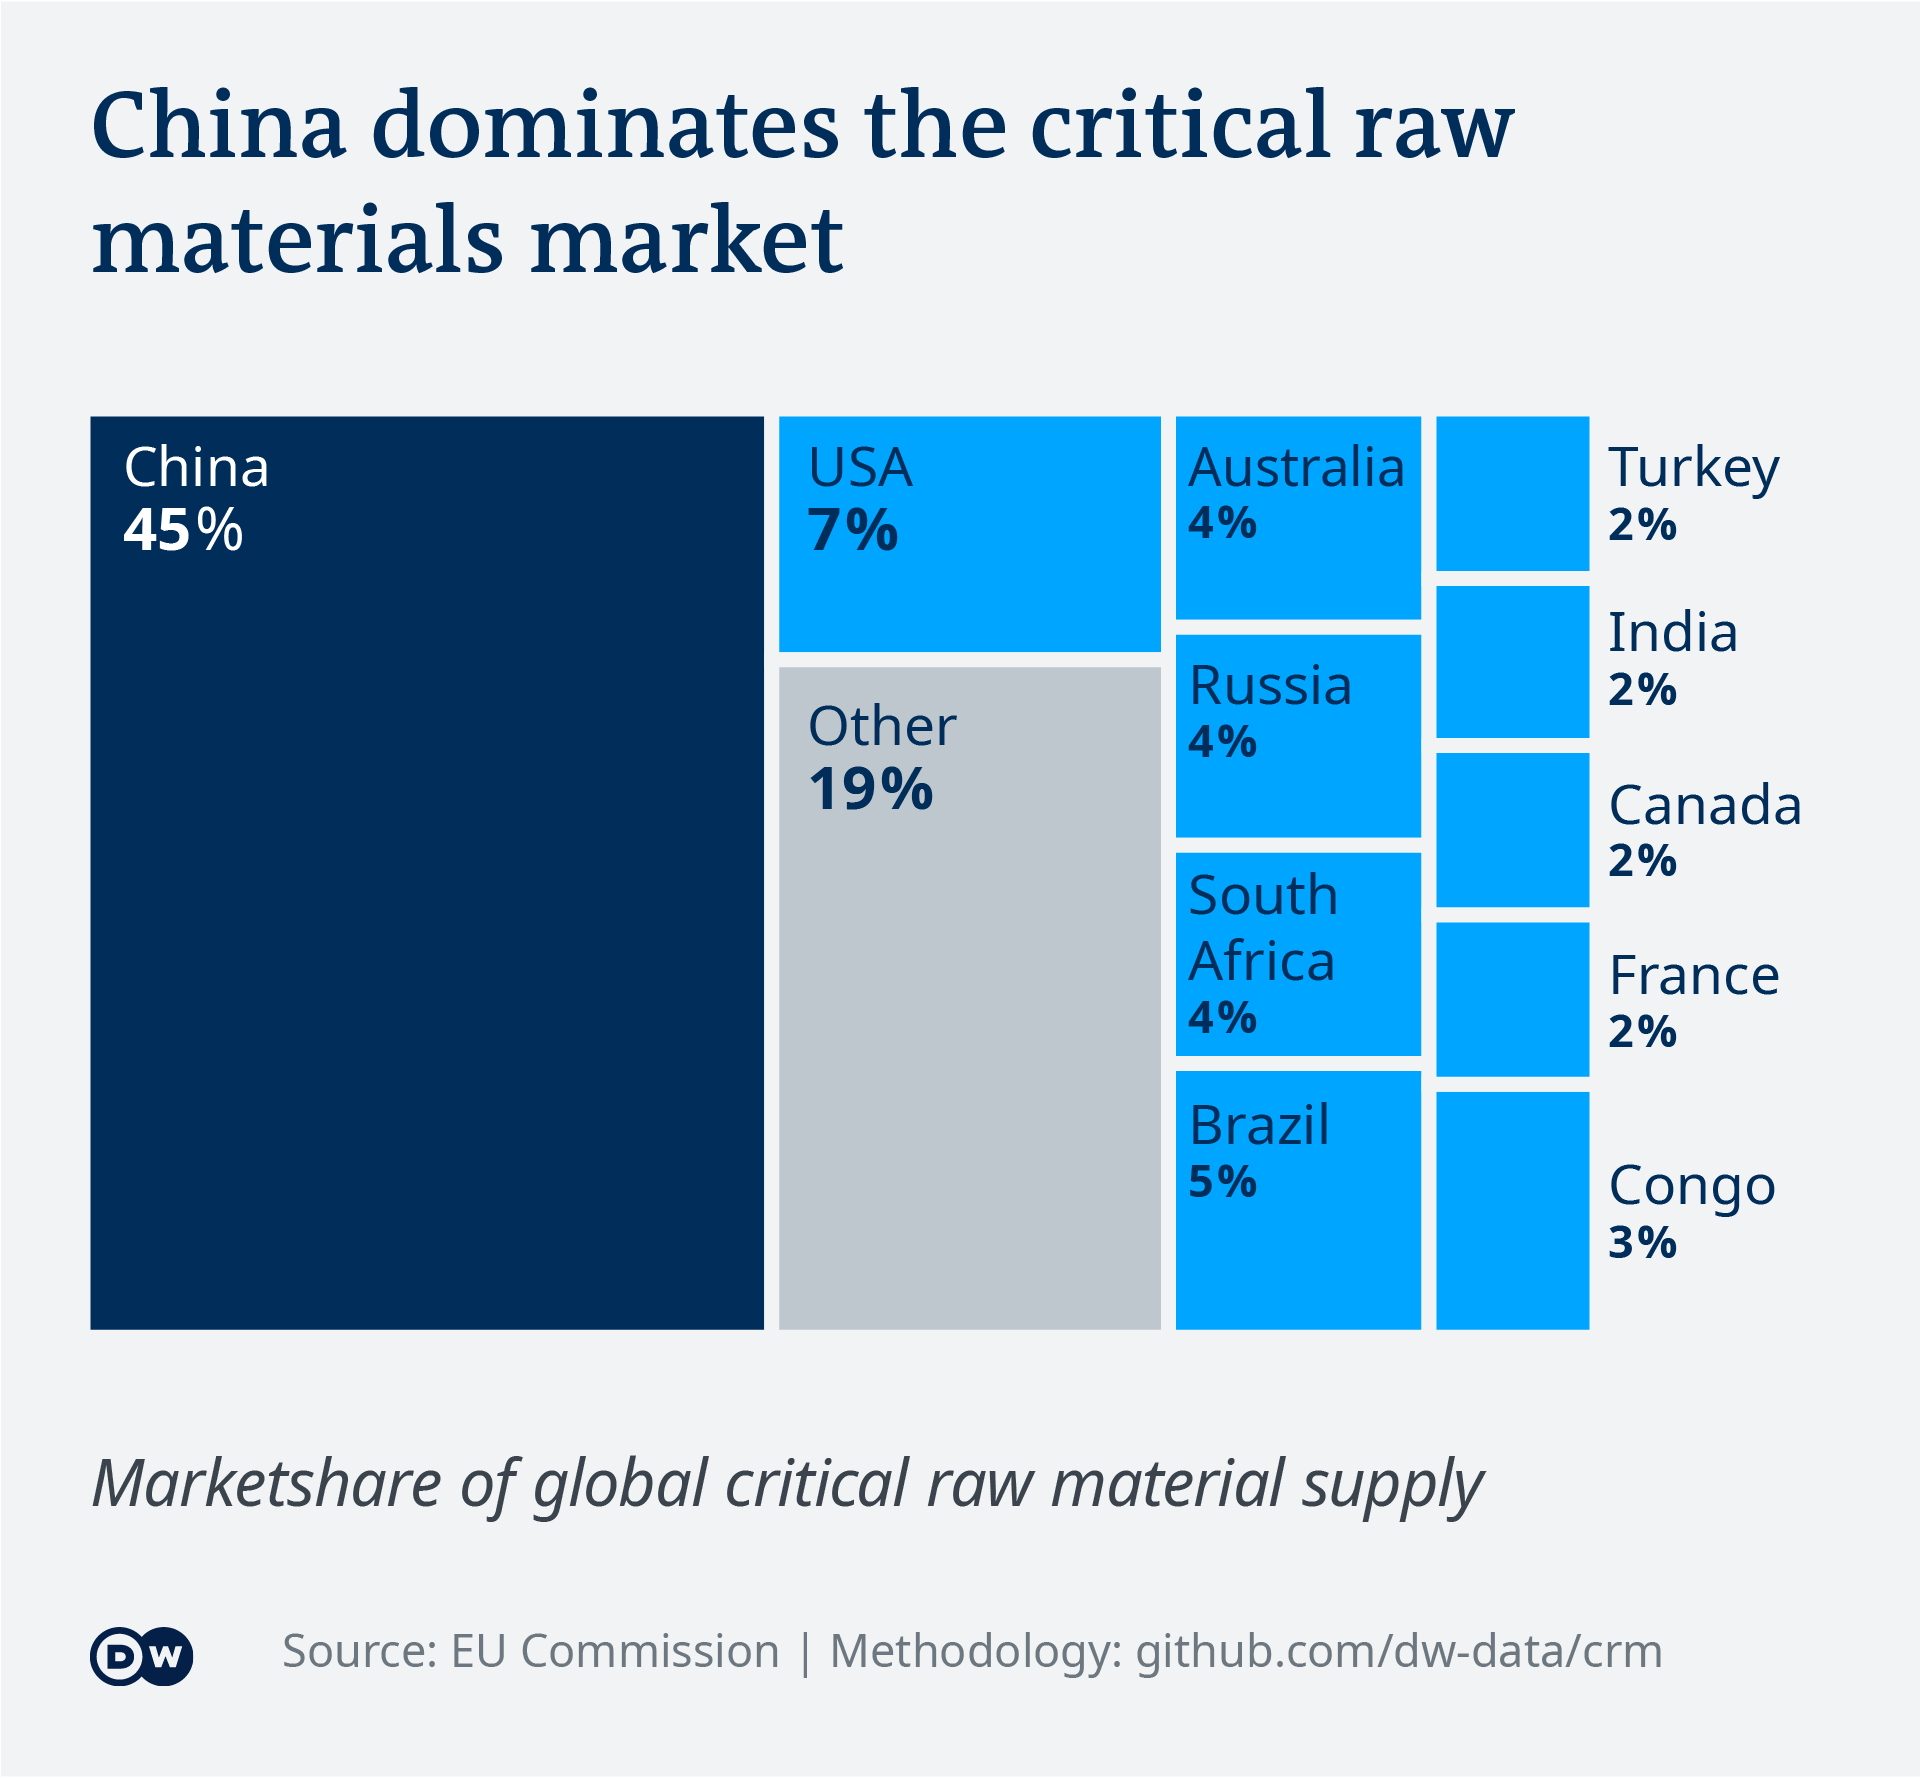 China dominates the critical raw
materials market
China
45%
USA
7%
Other
19%
Australia
4%
Russia
4%
South
Africa
4%
Brazil
5%
Turkey
2%
India
2%
Canada
2%
France
2%
Congo
3%
Marketshare of global critical raw material supply
DW
Source: EU Commission | Methodology: github.com/dw-data/crm